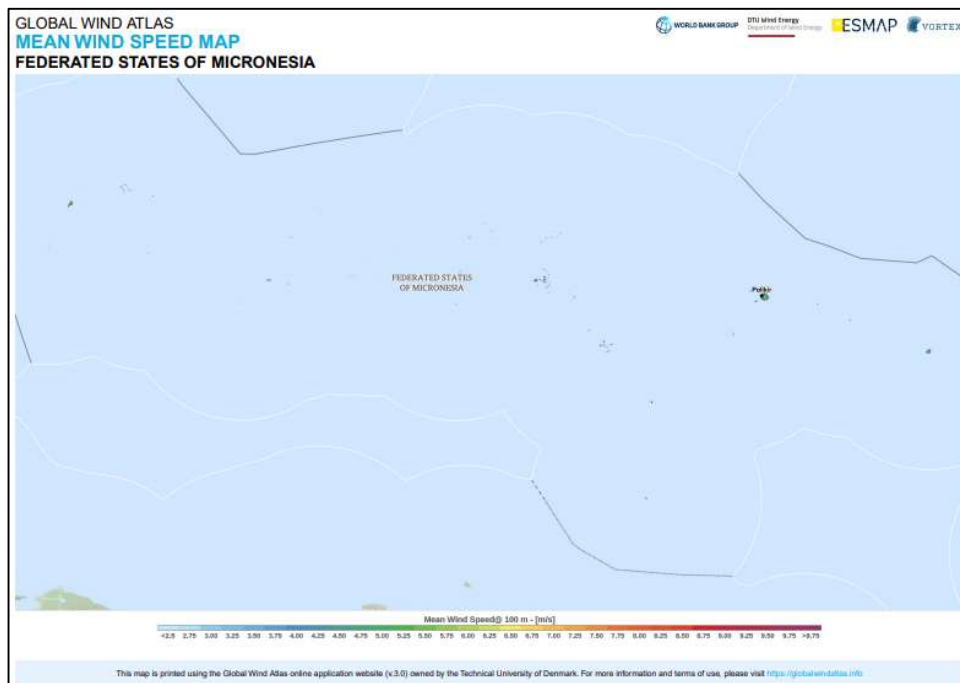 GLOBAL WIND ATLAS
MEAN WIND SPEED MAP
FEDERATED STATES OF MICRONESIA
WORLD BANK GROUP
DTU Wind Energy
Department of Wind Energy
ESMAP
VORTEX
FEDERATED STATES
OF MICRONESIA
Palikir
Mean Wind Speed@ 100 m - [m/s]
<2.5 2.75 3.00 3.25 3.50 3.75 4.00 4.25 4.50 4.75 5.00 5.25 5.50 5.75 6.00 6.25 6.50 6.75 7.00 7.25 7.50 7.75 8.00 8.25 8.50 8.75 9.00 9.25 9.50 9.75 >9.75
This map is printed using the Global Wind Atlas online application website (v.3.0) owned by the Technical University of Denmark. For more information and terms of use, please visit https://globalwindatlas.info